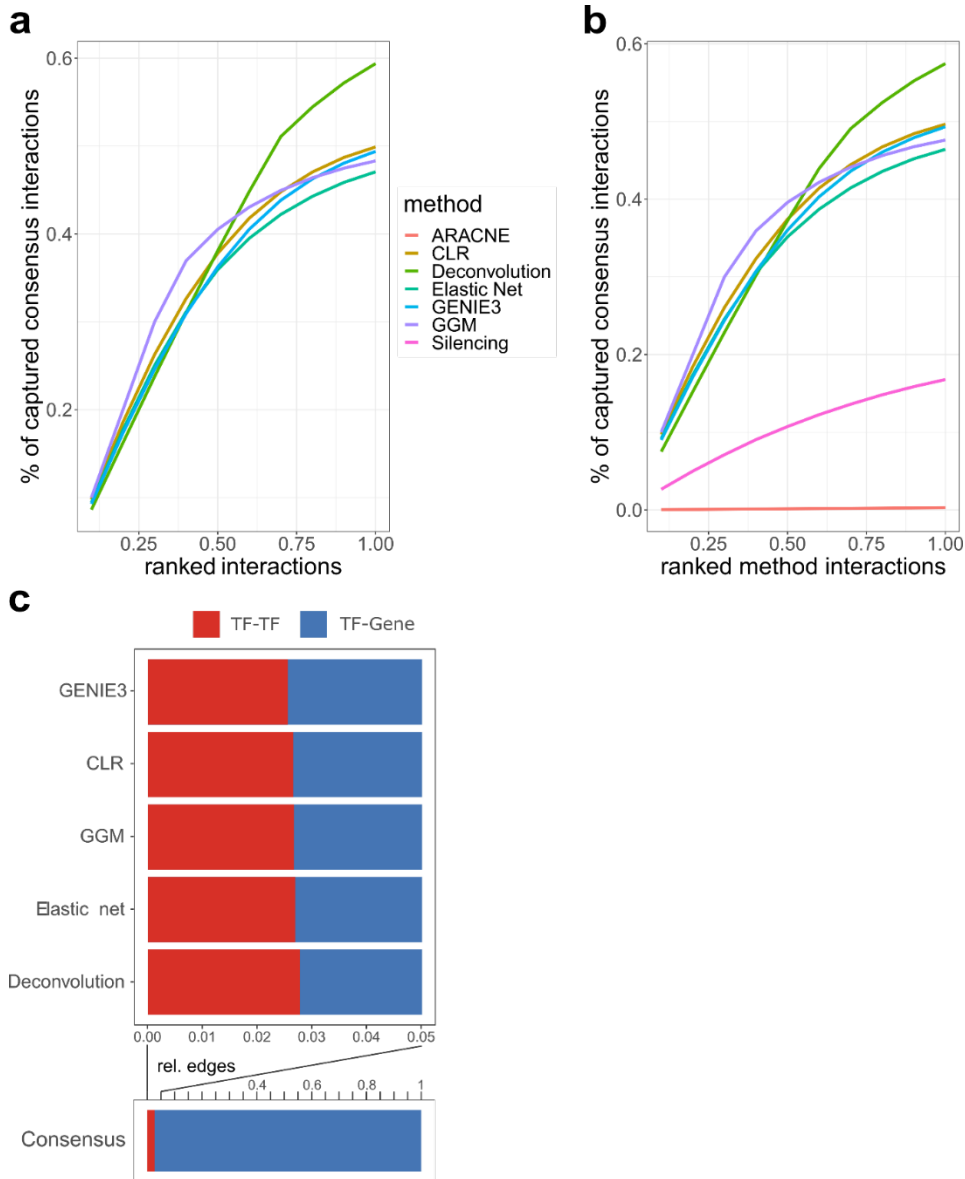 a
0.6
0.4
0.2
% of captured consensus interactions
0.25 0.50 0.75 1.00
ranked interactions
method
ARACNE
CLR
Deconvolution
Elastic Net
GENIE3
GGM
Silencing
b
0.6
0.4
0.2
0.0
% of captured consensus interactions
0.25 0.50 0.75 1.00
ranked method interactions
c
TF-TF TF-Gene
GENIE3
CLR
GGM
Elastic net
Deconvolution
0.00 0.01 0.02 0.03 0.04 0.05
rel. edges
0.4 0.6 0.8 1
Consensus